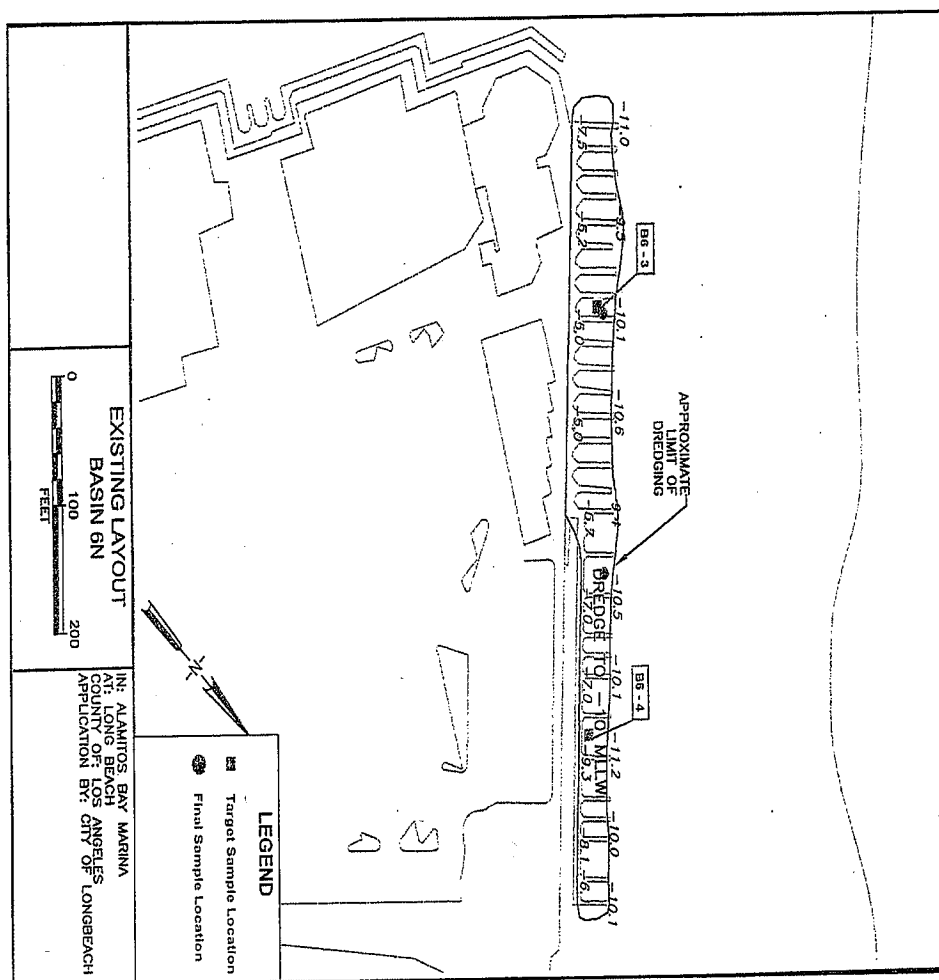 -11.0
-7.5
-9.5
-5.2
B6 - 3
-10.1
-5.0
-10.6
-5.0
APPROXIMATE
LIMIT OF
DREDGING
-9.4
-6.7
-10.5
DREDGE TO -10 MLLW
-7.0
-10.1
-7.0
B6 - 4
-11.2
-9.3
-10.0
-8.1
-10.1
EXISTING LAYOUT
BASIN 6N
0 100 200
FEET
N
IN: ALAMITOS BAY MARINA
AT: LONG BEACH
COUNTY OF: LOS ANGELES
APPLICATION BY: CITY OF LONGBEACH
LEGEND
Target Sample Location
Final Sample Location